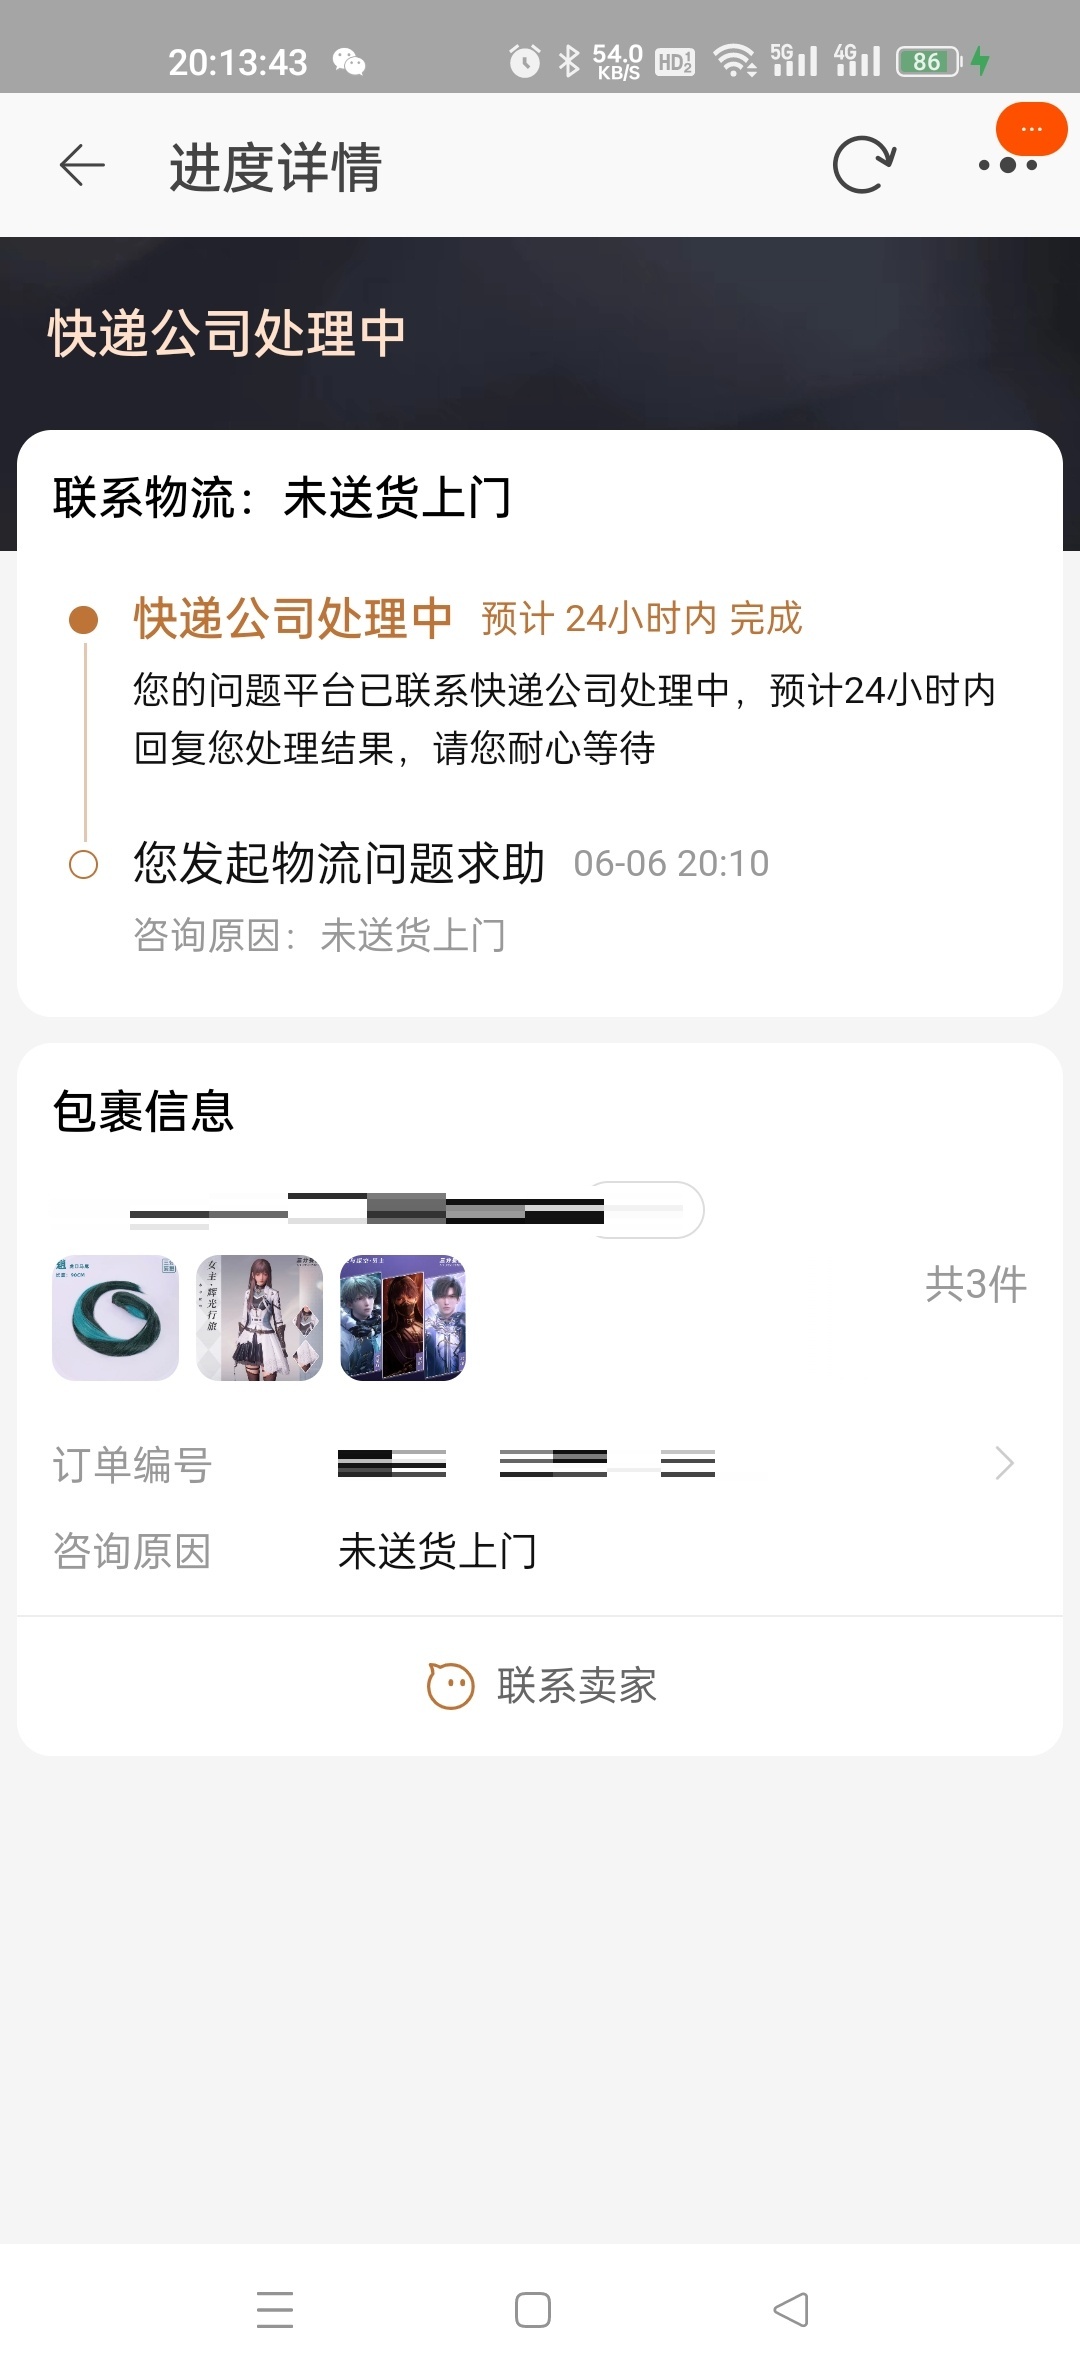 20:13:43
54.0
KB/S
HD
5G
4G
86
进度详情
快递公司处理中
联系物流：未送货上门
快递公司处理中 预计 24小时内 完成
您的问题平台已联系快递公司处理中，预计24小时内
回复您处理结果，请您耐心等待
您发起物流问题求助 06-06 20:10
咨询原因：未送货上门
包裹信息
女主·辉光行旅
共3件
订单编号
咨询原因 未送货上门
联系卖家